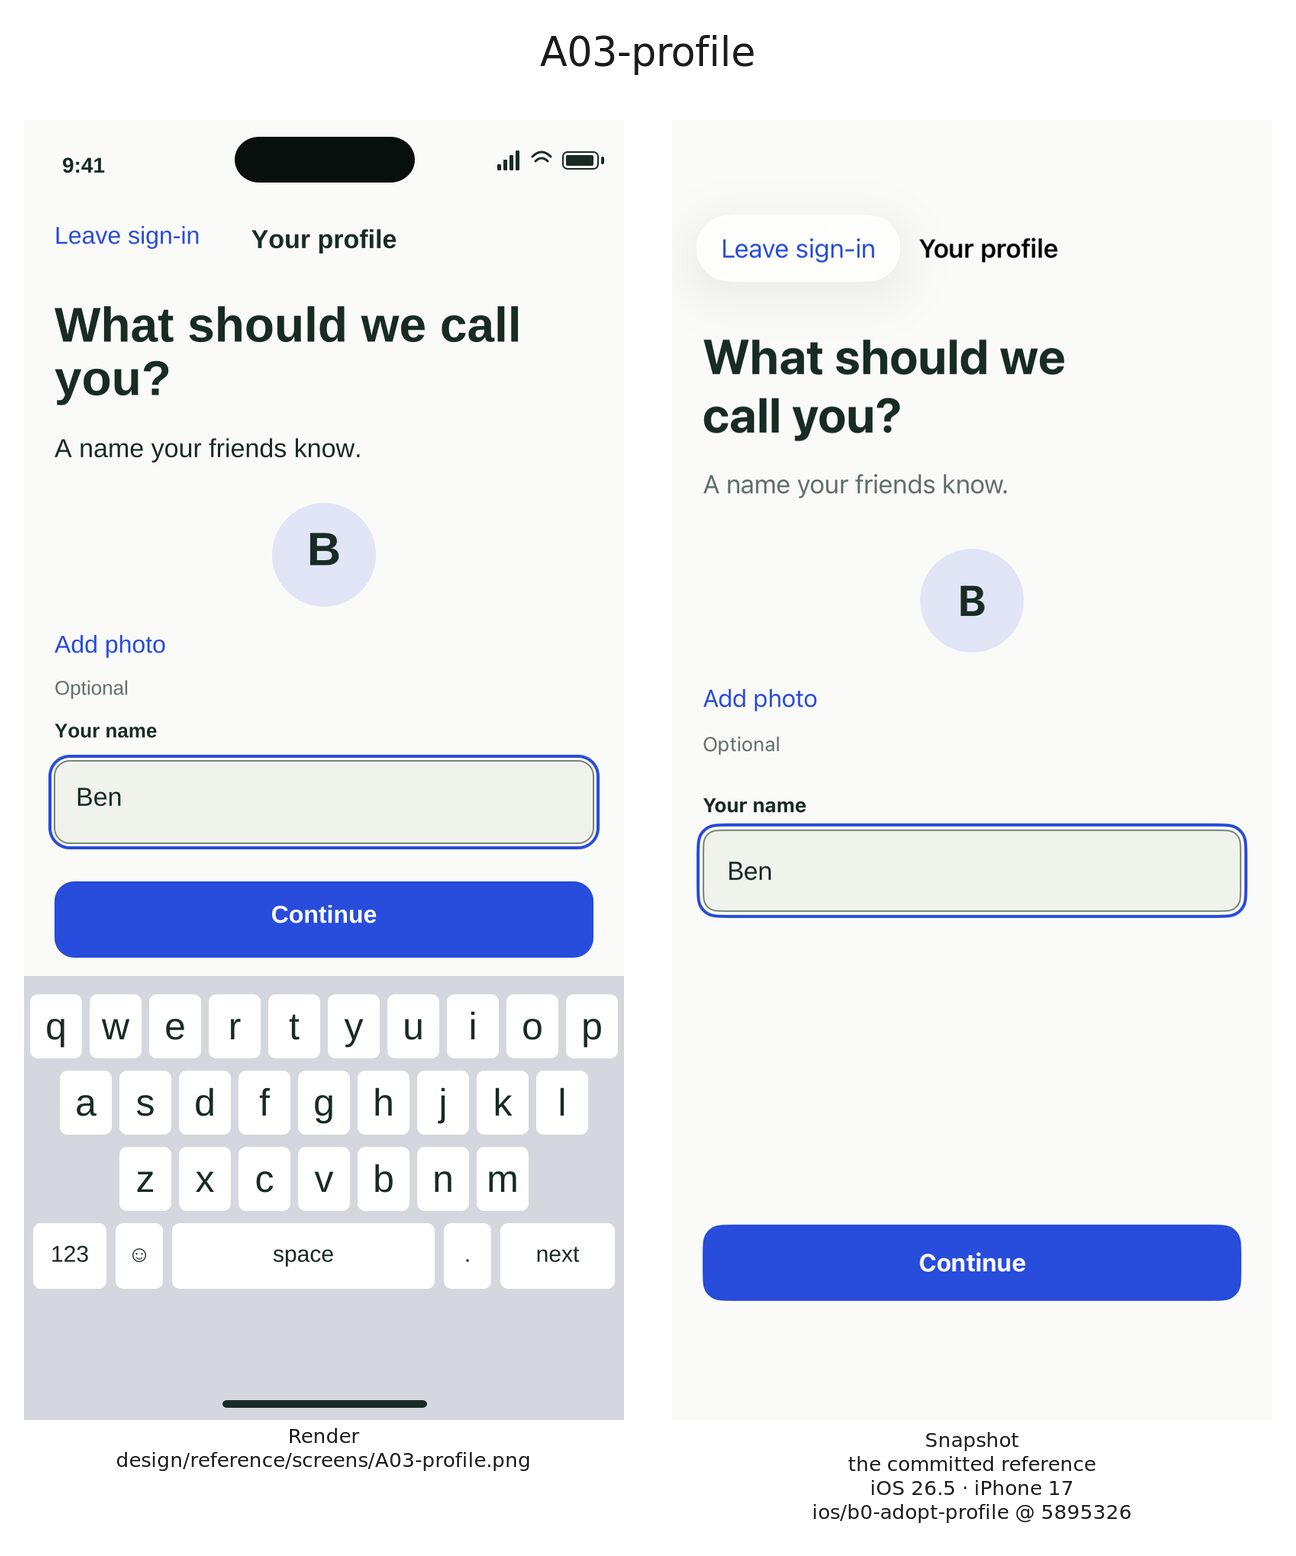 A03-profile
9:41
Leave sign-in
Your profile
What should we call
you?
A name your friends know.
B
Add photo
Optional
Your name
Ben
Continue
q w e r t y u i o p
a s d f g h j k l
z x c v b n m
123 ☺ space . next
Render
design/reference/screens/A03-profile.png
Leave sign-in
Your profile
What should we
call you?
A name your friends know.
B
Add photo
Optional
Your name
Ben
Continue
Snapshot
the committed reference
iOS 26.5 · iPhone 17
ios/b0-adopt-profile @ 5895326